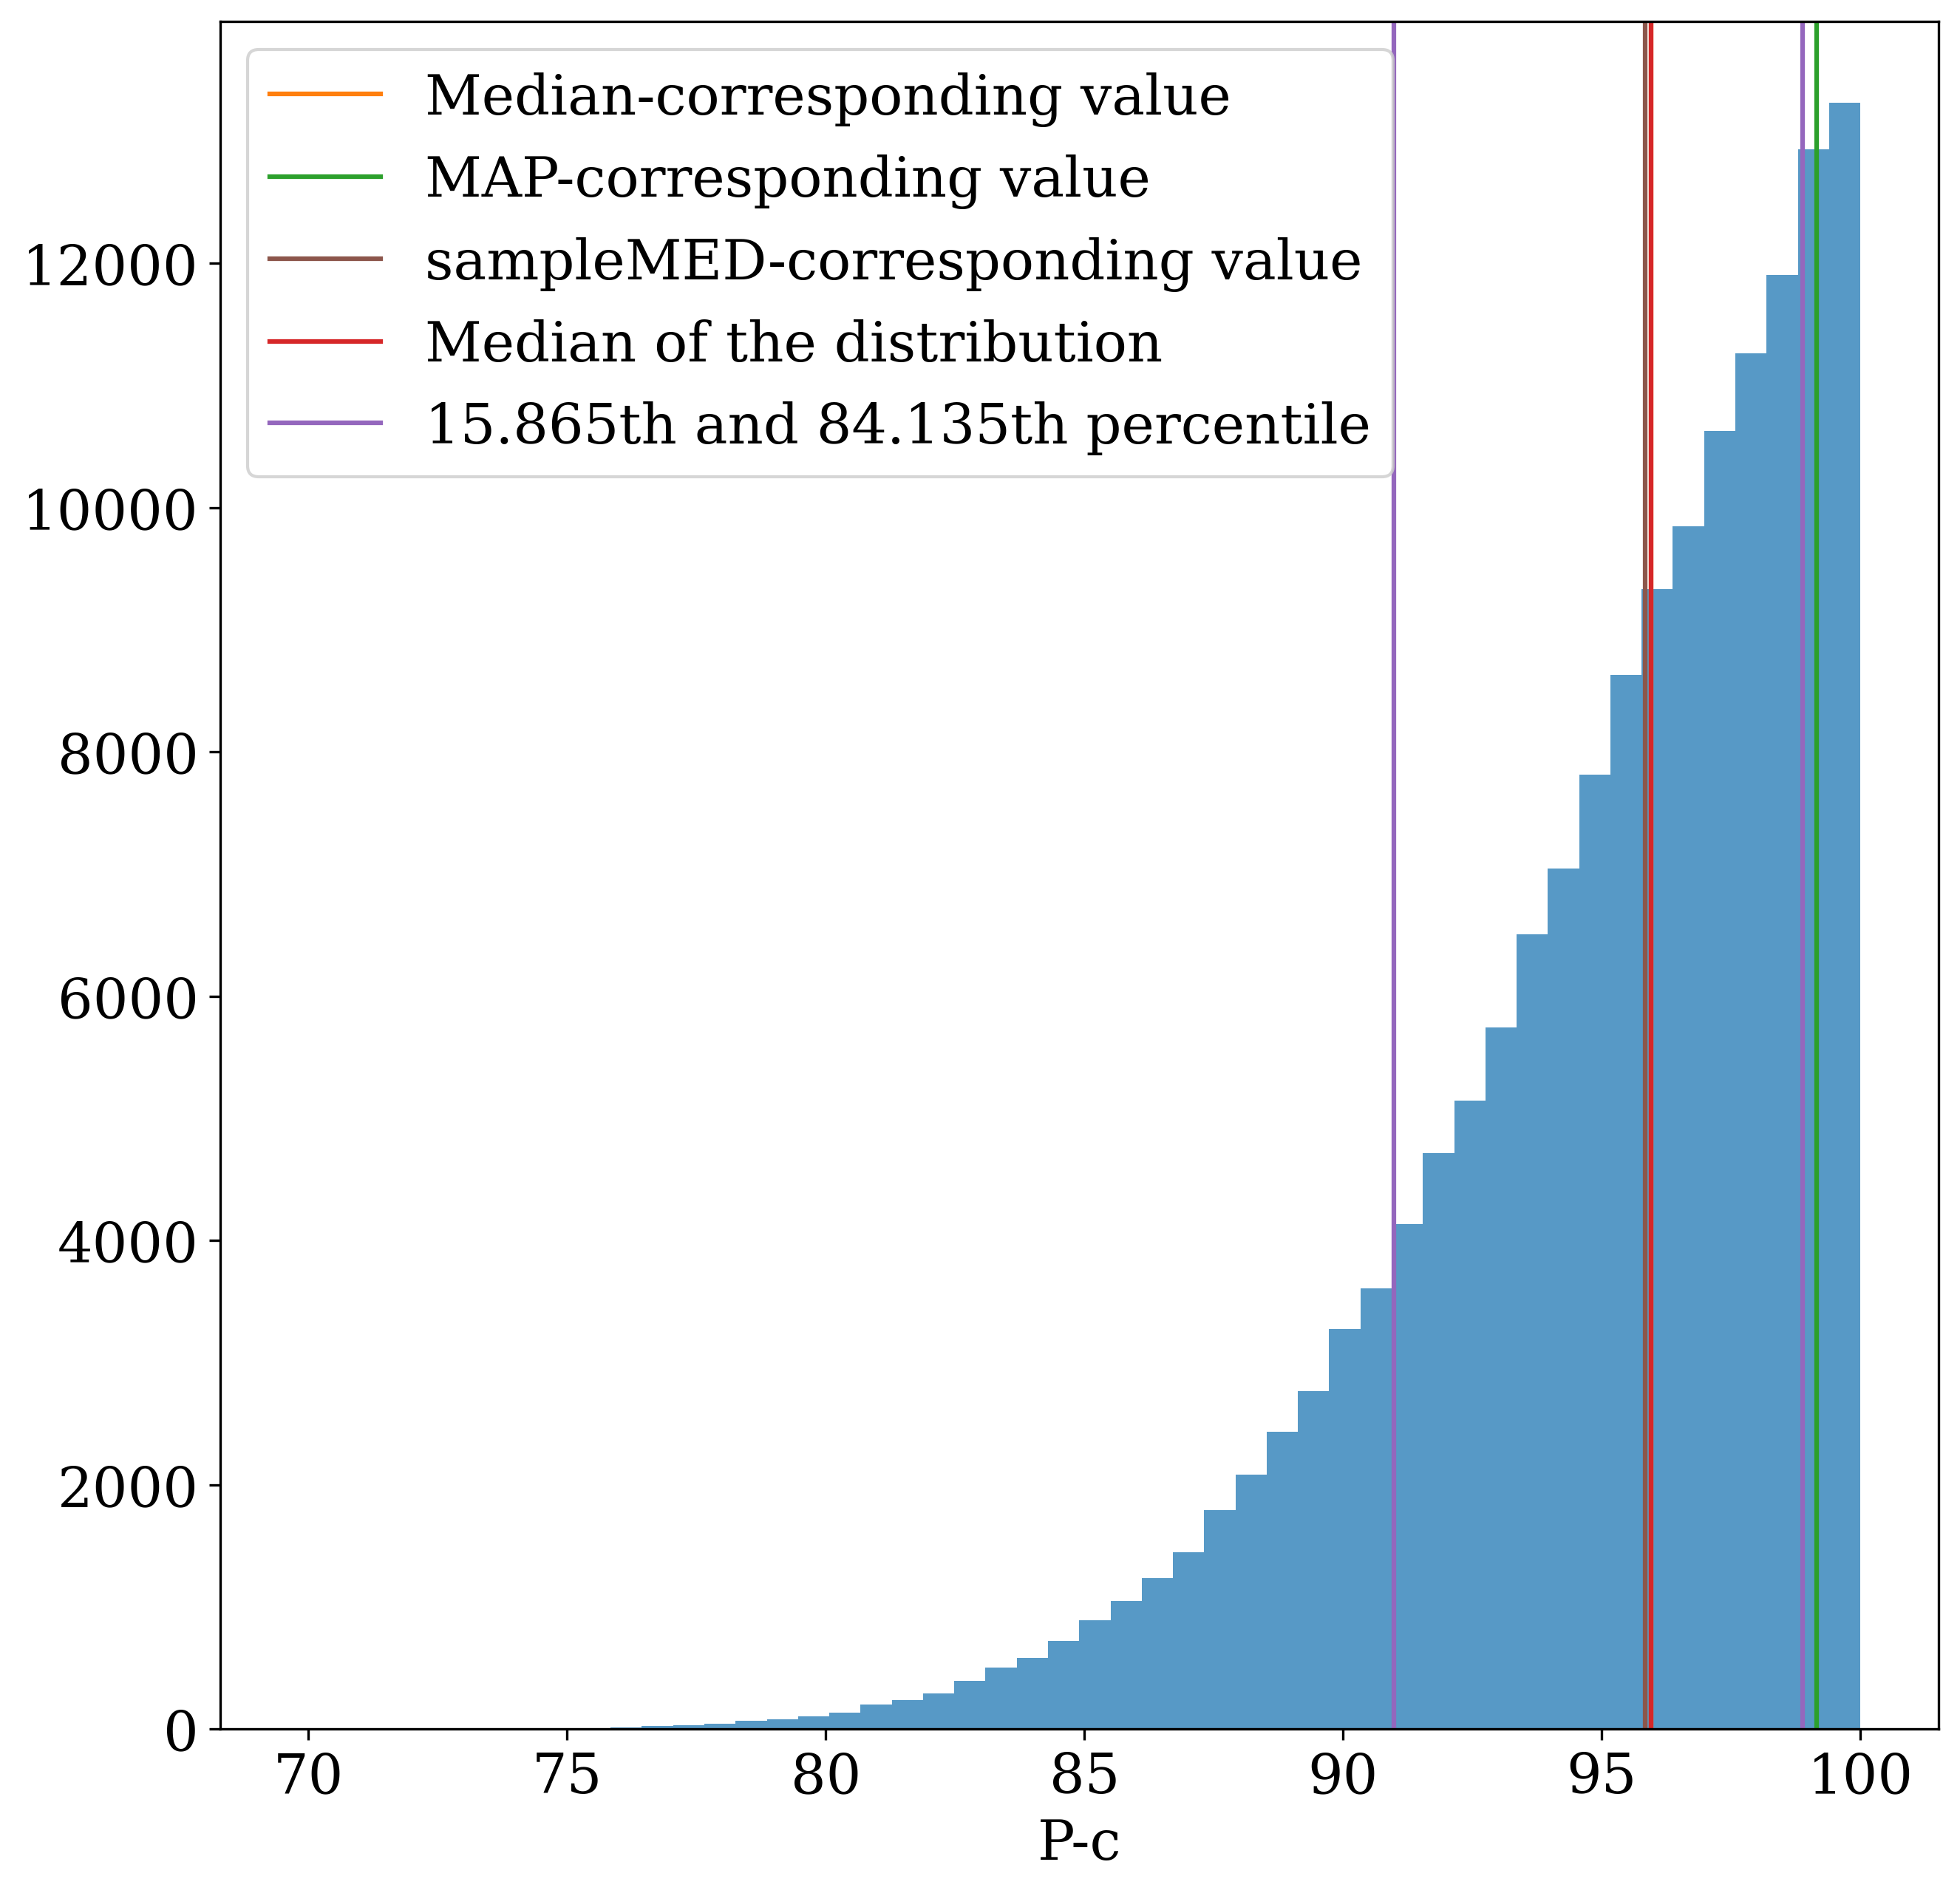 Median-corresponding value
MAP-corresponding value
sampleMED-corresponding value
Median of the distribution
15.865th and 84.135th percentile
12000
10000
8000
6000
4000
2000
0
70 75 80 85 90 95 100
P-c